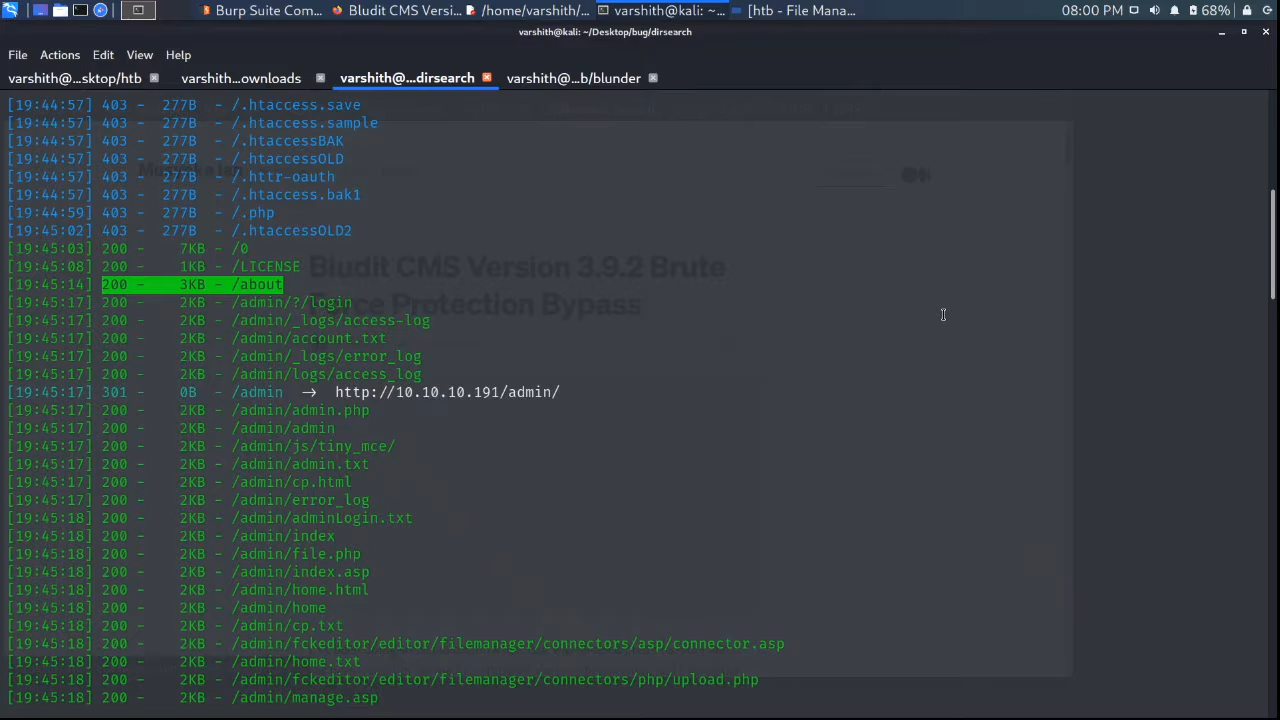 Burp Suite Com... Bludit CMS Versi... /home/varshith/... varshith@kali: ~... [htb - File Mana... 08:00 PM 68%
varshith@kali: ~/Desktop/bug/dirsearch
File Actions Edit View Help
varshith@...sktop/htb varshith...ownloads varshith@...dirsearch varshith@...b/blunder
[19:44:57] 403 - 277B - /.htaccess.save
[19:44:57] 403 - 277B - /.htaccess.sample
[19:44:57] 403 - 277B - /.htaccessBAK
[19:44:57] 403 - 277B - /.htaccessOLD
[19:44:57] 403 - 277B - /.httr-oauth
[19:44:57] 403 - 277B - /.htaccess.bak1
[19:44:59] 403 - 277B - /.php
[19:45:02] 403 - 277B - /.htaccessOLD2
[19:45:03] 200 - 7KB - /0
[19:45:08] 200 - 1KB - /LICENSE
[19:45:14] 200 - 3KB - /about
[19:45:17] 200 - 2KB - /admin/?/login
[19:45:17] 200 - 2KB - /admin/_logs/access-log
[19:45:17] 200 - 2KB - /admin/account.txt
[19:45:17] 200 - 2KB - /admin/_logs/error_log
[19:45:17] 200 - 2KB - /admin/logs/access_log
[19:45:17] 301 - 0B - /admin → http://10.10.10.191/admin/
[19:45:17] 200 - 2KB - /admin/admin.php
[19:45:17] 200 - 2KB - /admin/admin
[19:45:17] 200 - 2KB - /admin/js/tiny_mce/
[19:45:17] 200 - 2KB - /admin/admin.txt
[19:45:17] 200 - 2KB - /admin/cp.html
[19:45:17] 200 - 2KB - /admin/error_log
[19:45:18] 200 - 2KB - /admin/adminLogin.txt
[19:45:18] 200 - 2KB - /admin/index
[19:45:18] 200 - 2KB - /admin/file.php
[19:45:18] 200 - 2KB - /admin/index.asp
[19:45:18] 200 - 2KB - /admin/home.html
[19:45:18] 200 - 2KB - /admin/home
[19:45:18] 200 - 2KB - /admin/cp.txt
[19:45:18] 200 - 2KB - /admin/fckeditor/editor/filemanager/connectors/asp/connector.asp
[19:45:18] 200 - 2KB - /admin/home.txt
[19:45:18] 200 - 2KB - /admin/fckeditor/editor/filemanager/connectors/php/upload.php
[19:45:18] 200 - 2KB - /admin/manage.asp
Bludit CMS Version 3.9.2 Brute
Force Protection Bypass